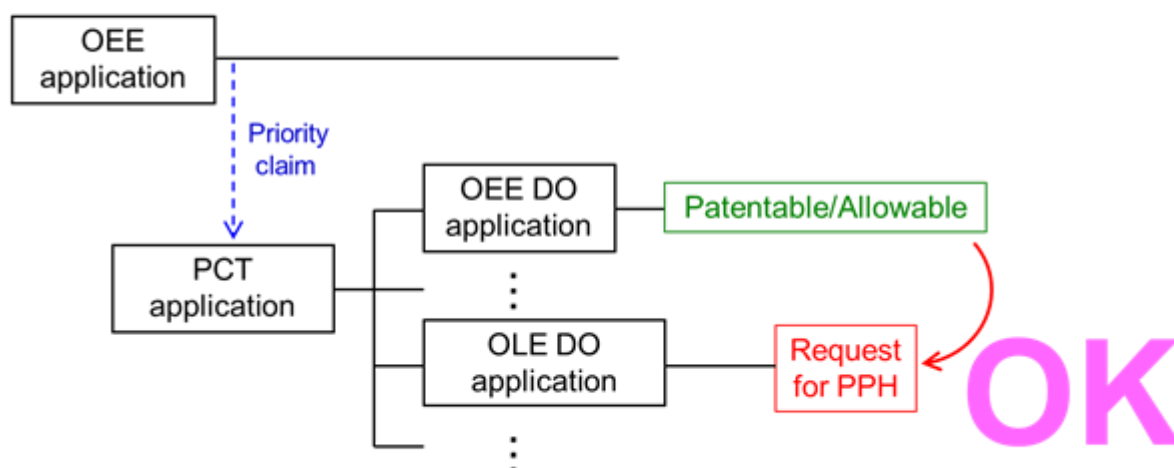 OEE
application
Priority
claim
OEE DO
application
Patentable/Allowable
PCT
application
⋮
OLE DO
application
Request
for PPH
OK
⋮